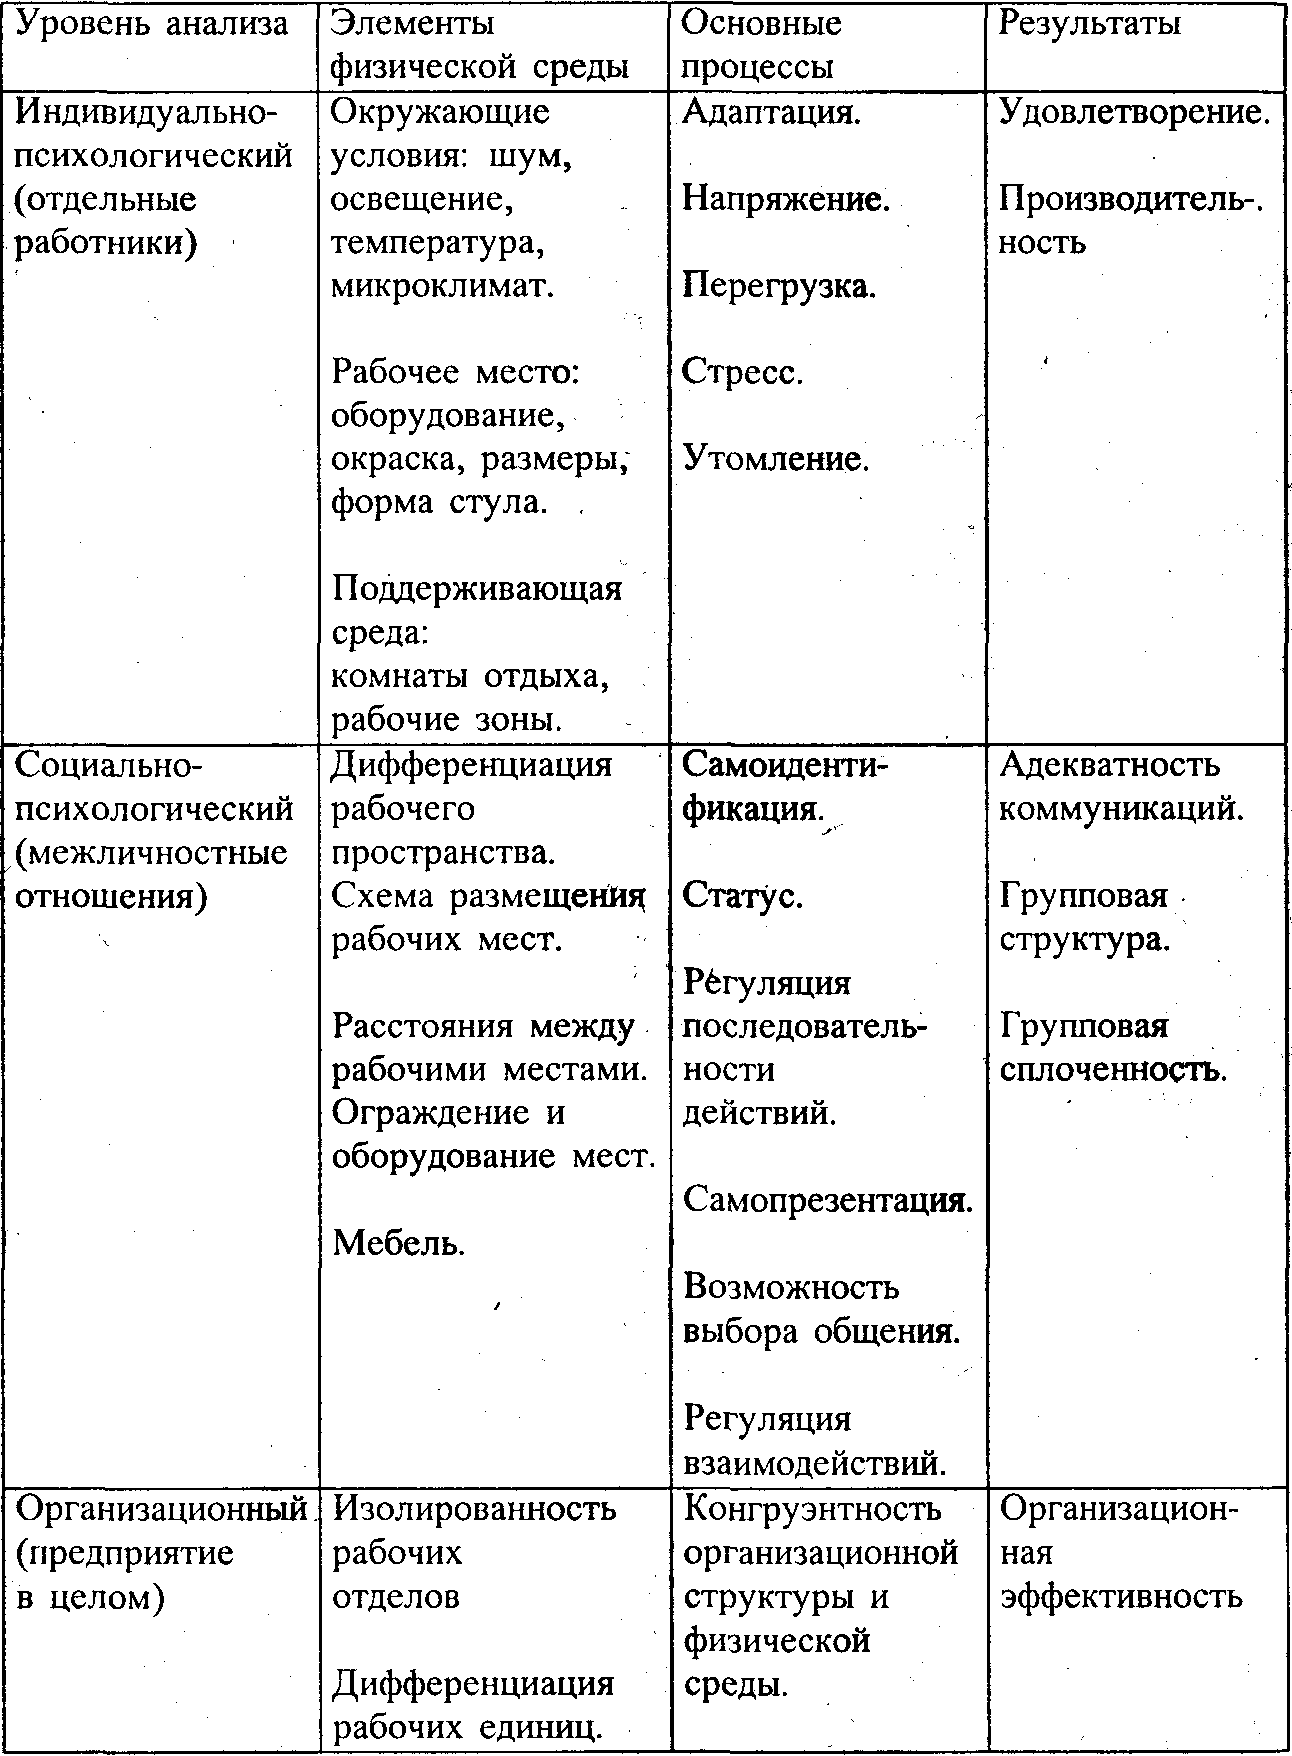 Уровень анализа
Элементы
физической среды
Основные
процессы
Результаты
Индивидуально-
психологический
(отдельные
работники)
Окружающие
условия: шум,
освещение,
температура,
микроклимат.
Рабочее место:
оборудование,
окраска, размеры,
форма стула.
Поддерживающая
среда:
комнаты отдыха,
рабочие зоны.
Адаптация.
Напряжение.
Перегрузка.
Стресс.
Утомление.
Удовлетворение.
Производитель-.
ность
Социально-
психологический
(межличностные
отношения)
Дифференциация
рабочего
пространства.
Схема размещения
рабочих мест.
Расстояния между
рабочими местами.
Ограждение и
оборудование мест.
Мебель.
Самоиденти-
фикация.
Статус.
Регуляция
последователь-
ности
действий.
Самопрезентация.
Возможность
выбора общения.
Регуляция
взаимодействий.
Адекватность
коммуникаций.
Групповая
структура.
Групповая
сплоченность.
Организационный
(предприятие
в целом)
Изолированность
рабочих
отделов
Дифференциация
рабочих единиц.
Конгруэнтность
организационной
структуры и
физической
среды.
Организацион-
ная
эффективность